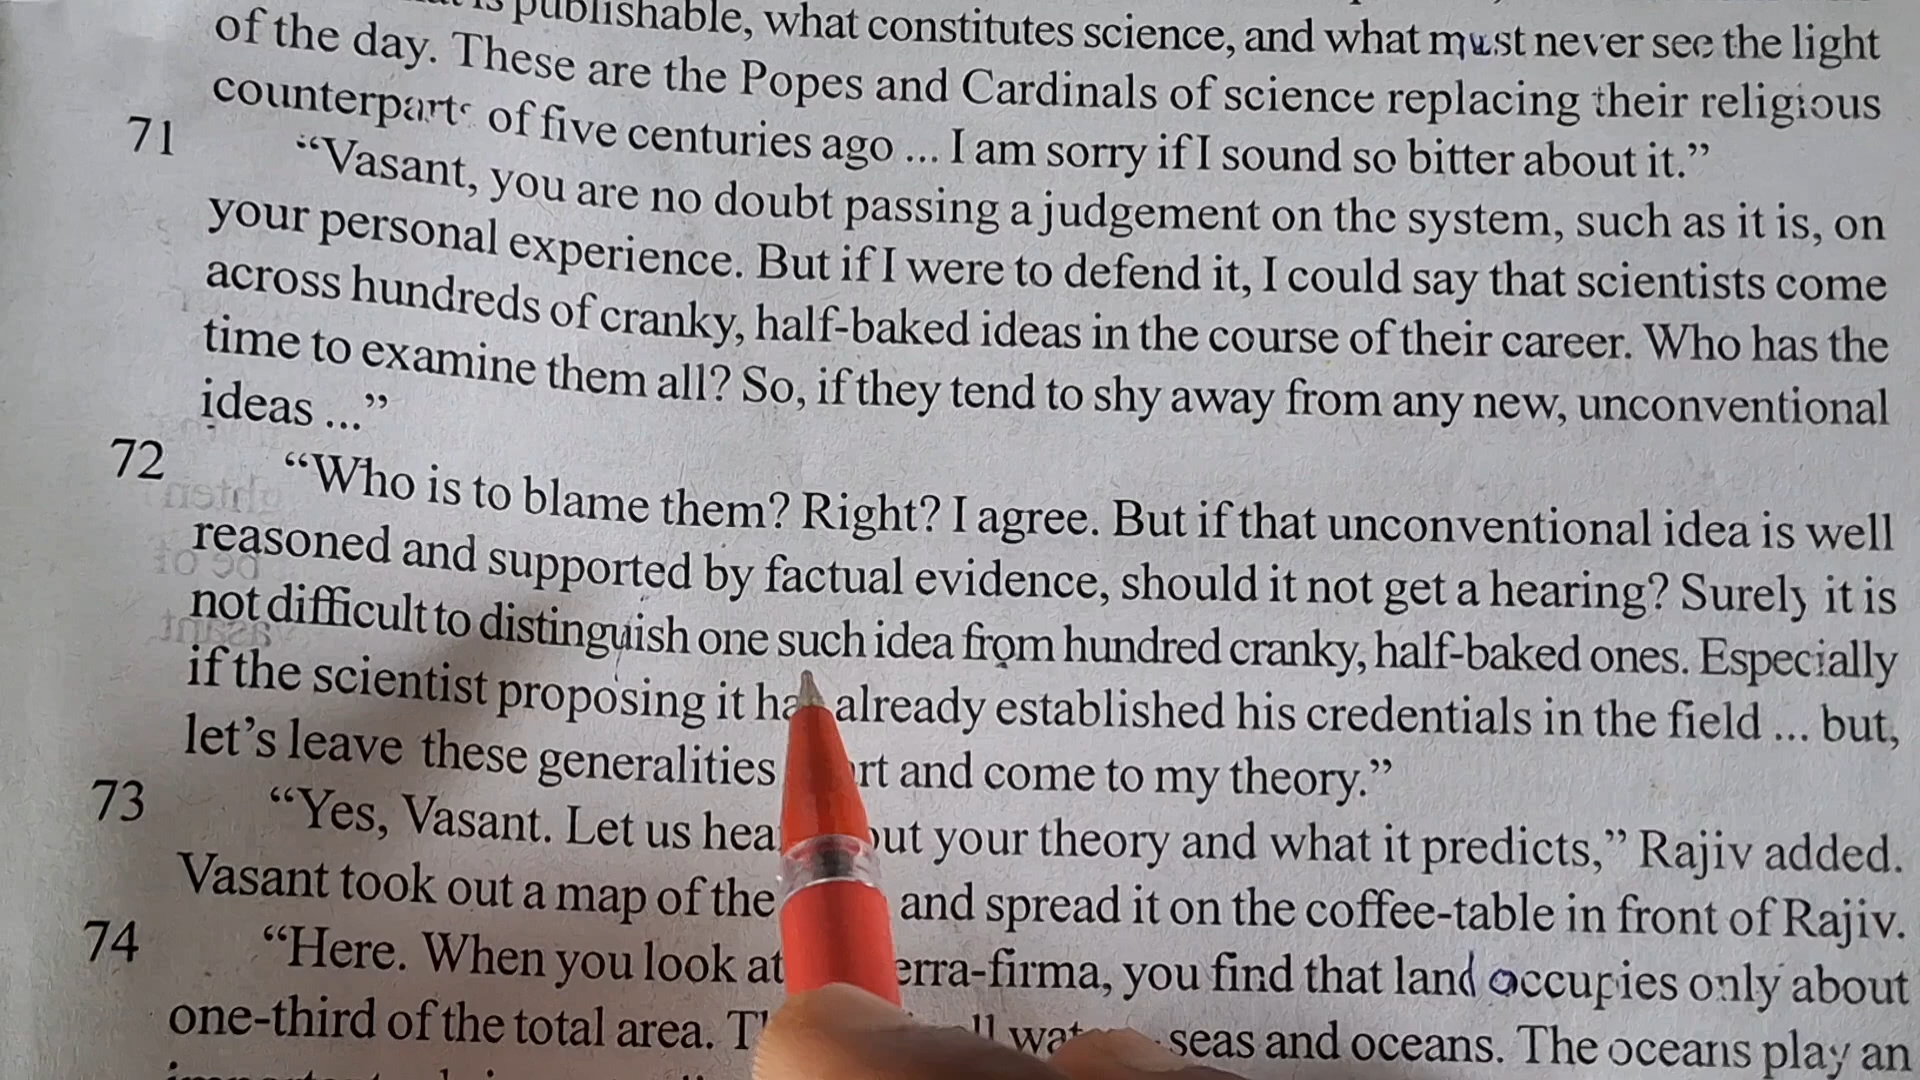 is publishable, what constitutes science, and what must never see the light
of the day. These are the Popes and Cardinals of science replacing their religious
counterparts of five centuries ago ... I am sorry if I sound so bitter about it.”
71 “Vasant, you are no doubt passing a judgement on the system, such as it is, on
your personal experience. But if I were to defend it, I could say that scientists come
across hundreds of cranky, half-baked ideas in the course of their career. Who has the
time to examine them all? So, if they tend to shy away from any new, unconventional
ideas ...”
72 “Who is to blame them? Right? I agree. But if that unconventional idea is well
reasoned and supported by factual evidence, should it not get a hearing? Surely it is
not difficult to distinguish one such idea from hundred cranky, half-baked ones. Especially
if the scientist proposing it already established his credentials in the field ... but,
let’s leave these generalities and come to my theory.”
73 “Yes, Vasant. Let us your theory and what it predicts,” Rajiv added.
Vasant took out a map of the and spread it on the coffee-table in front of Rajiv.
74 “Here. When you look at you find that land occupies only about
one-third of the total area. seas and oceans. The oceans play an